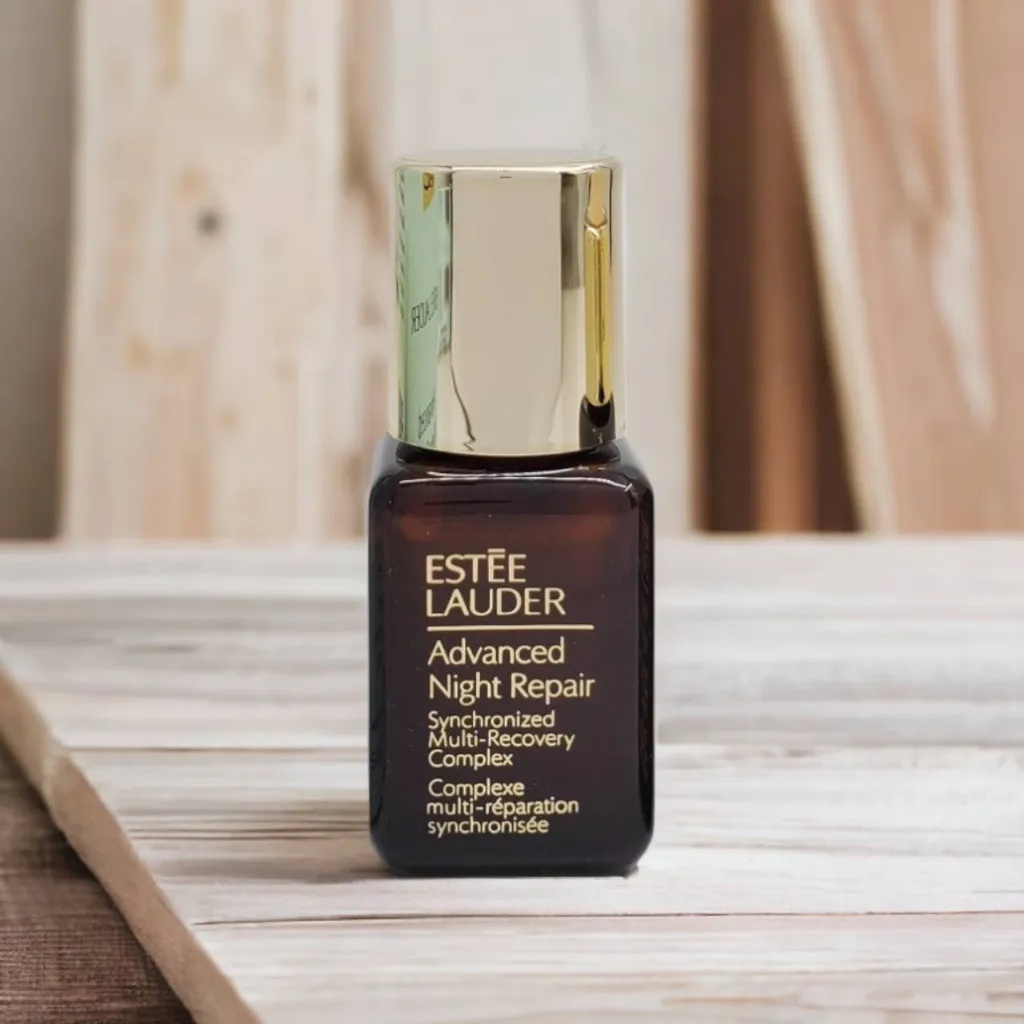 ESTĒE
LAUDER
Advanced
Night Repair
Synchronized
Multi-Recovery
Complex
Complexe
multi-réparation
synchronisée